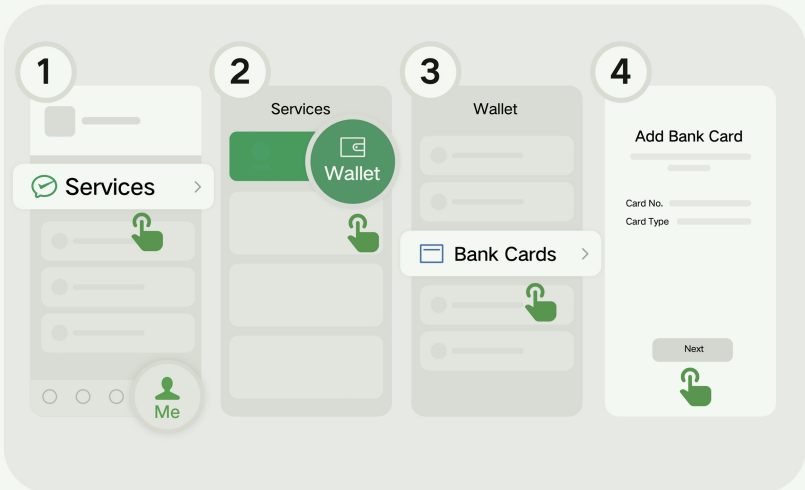 1
Services
Me
2
Services
Wallet
3
Wallet
Bank Cards
4
Add Bank Card
Card No.
Card Type
Next